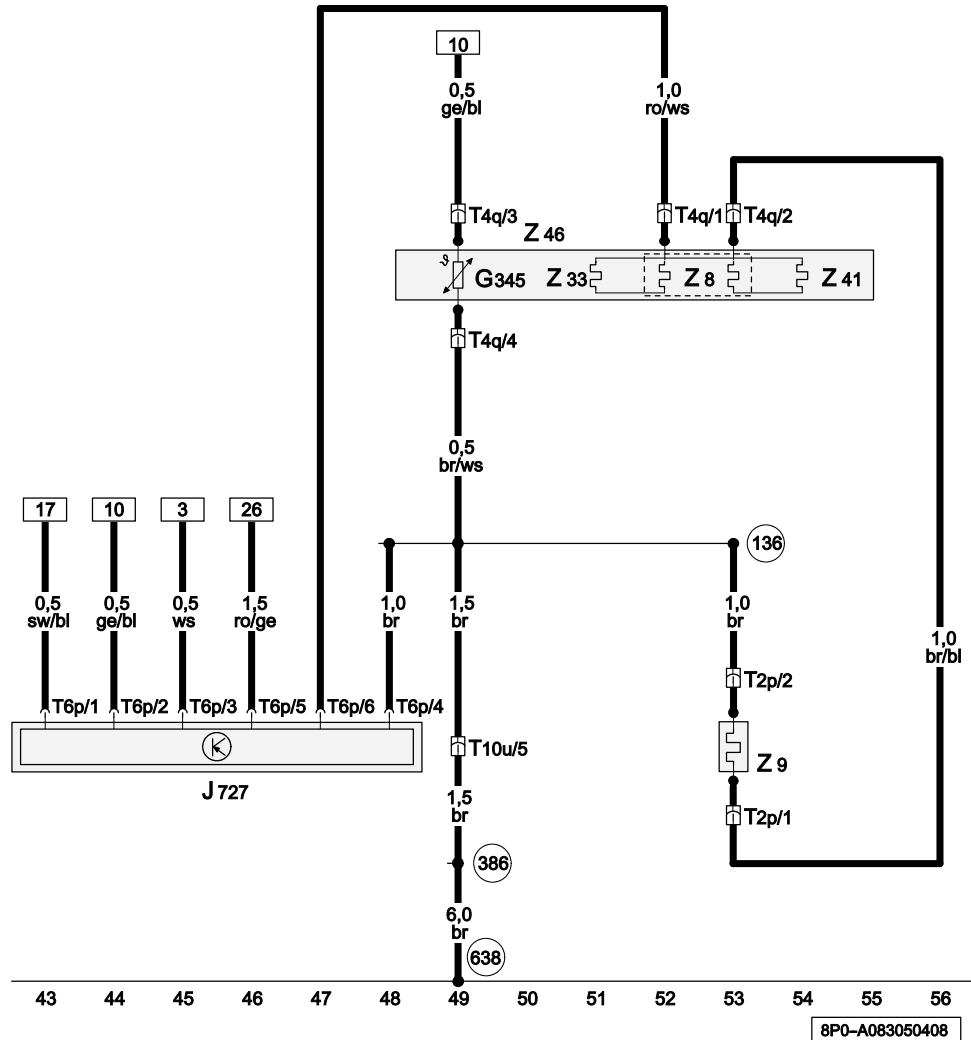 10
0,5
ge/bl
1,0
ro/ws
T4q/3
T4q/1
T4q/2
Z 46
G345
Z 33
Z 8
Z 41
T4q/4
0,5
br/ws
17
10
3
26
136
0,5
sw/bl
0,5
ge/bl
0,5
ws
1,5
ro/ge
1,0
br
1,5
br
1,0
br
1,0
br/bl
T2p/2
T6p/1
T6p/2
T6p/3
T6p/5
T6p/6
T6p/4
T10u/5
Z 9
J 727
1,5
br
T2p/1
386
6,0
br
638
43 44 45 46 47 48 49 50 51 52 53 54 55 56
8P0–A083050408